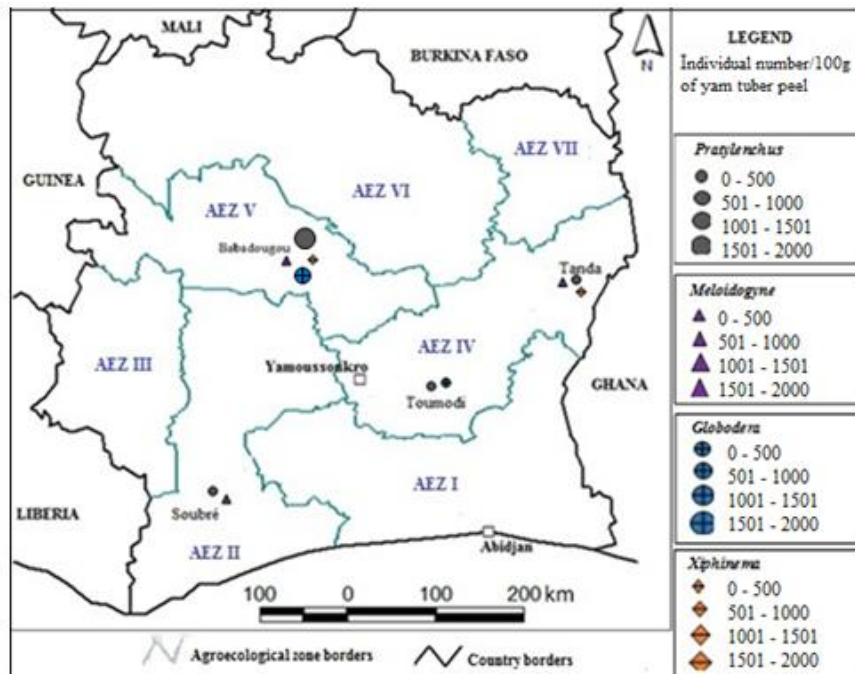 MALI
BURKINA FASO
N
GUINEA
AEZ VII
AEZ VI
AEZ V
Babadougou
Tanda
AEZ III
AEZ IV
Yamoussoukro
Toumodi
GHANA
AEZ I
Soubré
LIBERIA
AEZ II
Abidjan
100 0 100 200 km
Agroecological zone borders
Country borders
LEGEND
Individual number/100g
of yam tuber peel
Pratylenchus
0 - 500
501 - 1000
1001 - 1501
1501 - 2000
Meloidogyne
0 - 500
501 - 1000
1001 - 1501
1501 - 2000
Globodera
0 - 500
501 - 1000
1001 - 1501
1501 - 2000
Xiphinema
0 - 500
501 - 1000
1001 - 1501
1501 - 2000